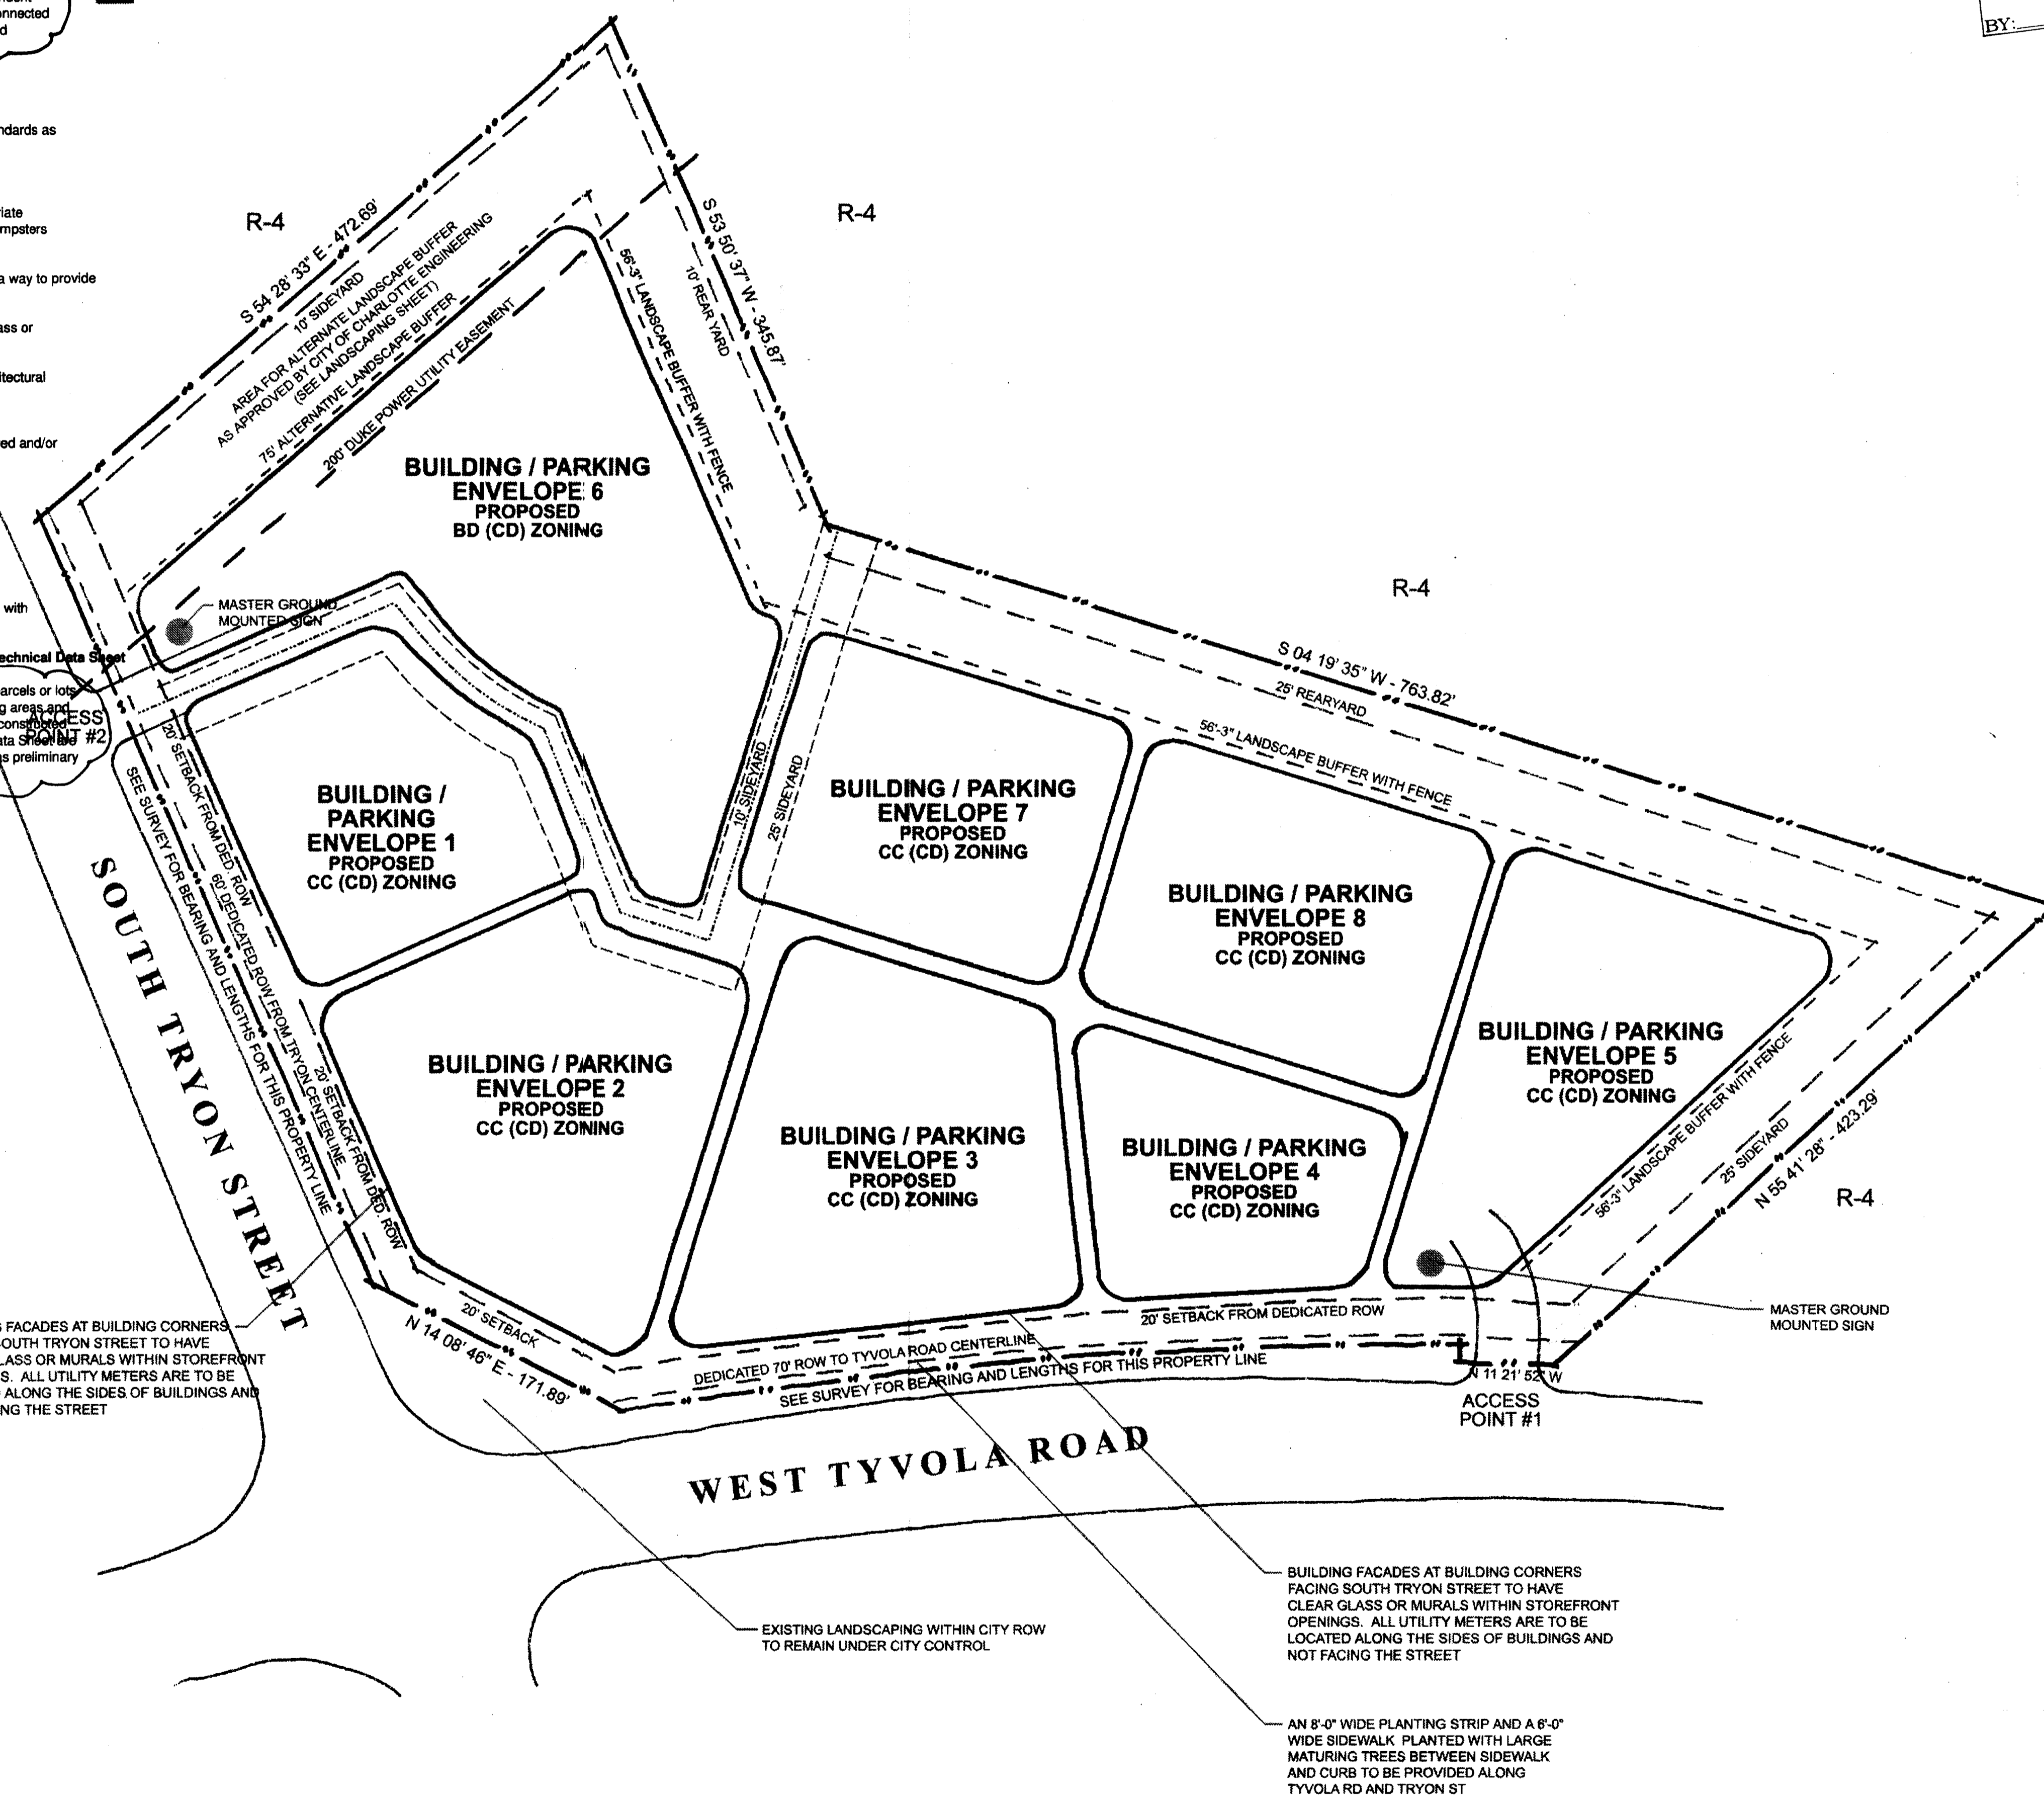 onnected
d
BY:
ndards as
riate
mpsters
a way to provide
ass or
itectural
red and/or
with
echnical Data Sheet
arcels or lots
g areas and
constructed
ata Sheet are
s preliminary
ACCESS
POINT #2
R-4
R-4
R-4
R-4
S 54 28' 33" E - 472.69'
10' SIDEYARD
AREA FOR ALTERNATE LANDSCAPE BUFFER
AS APPROVED BY CITY OF CHARLOTTE ENGINEERING
(SEE LANDSCAPING SHEET)
75' ALTERNATIVE LANDSCAPE BUFFER
200' DUKE POWER UTILITY EASEMENT
S 53 50' 37" W - 345.87'
10' REAR YARD
56'-3" LANDSCAPE BUFFER WITH FENCE
BUILDING / PARKING
ENVELOPE 6
PROPOSED
BD (CD) ZONING
MASTER GROUND
MOUNTED SIGN
S 04 19' 35" W - 763.82'
25' REARYARD
56'-3" LANDSCAPE BUFFER WITH FENCE
10' SIDEYARD
25' SIDEYARD
BUILDING /
PARKING
ENVELOPE 1
PROPOSED
CC (CD) ZONING
BUILDING / PARKING
ENVELOPE 7
PROPOSED
CC (CD) ZONING
BUILDING / PARKING
ENVELOPE 8
PROPOSED
CC (CD) ZONING
BUILDING / PARKING
ENVELOPE 5
PROPOSED
CC (CD) ZONING
BUILDING / PARKING
ENVELOPE 2
PROPOSED
CC (CD) ZONING
BUILDING / PARKING
ENVELOPE 3
PROPOSED
CC (CD) ZONING
BUILDING / PARKING
ENVELOPE 4
PROPOSED
CC (CD) ZONING
20' SETBACK FROM DED. ROW
60' DEDICATED ROW FROM TRYON CENTERLINE
SEE SURVEY FOR BEARING AND LENGTHS FOR THIS PROPERTY LINE
20' SETBACK FROM DED. ROW
SOUTH TRYON STREET
56'-3" LANDSCAPE BUFFER WITH FENCE
25' SIDEYARD
N 55 41' 28" - 423.29'
MASTER GROUND
MOUNTED SIGN
20' SETBACK
N 14 08' 46" E - 171.89'
20' SETBACK FROM DEDICATED ROW
DEDICATED 70' ROW TO TYVOLA ROAD CENTERLINE
SEE SURVEY FOR BEARING AND LENGTHS FOR THIS PROPERTY LINE
N 11 21' 52" W
ACCESS
POINT #1
WEST TYVOLA ROAD
FACADES AT BUILDING CORNERS
SOUTH TRYON STREET TO HAVE
LASS OR MURALS WITHIN STOREFRONT
S. ALL UTILITY METERS ARE TO BE
ALONG THE SIDES OF BUILDINGS AND
NG THE STREET
EXISTING LANDSCAPING WITHIN CITY ROW
TO REMAIN UNDER CITY CONTROL
BUILDING FACADES AT BUILDING CORNERS
FACING SOUTH TRYON STREET TO HAVE
CLEAR GLASS OR MURALS WITHIN STOREFRONT
OPENINGS. ALL UTILITY METERS ARE TO BE
LOCATED ALONG THE SIDES OF BUILDINGS AND
NOT FACING THE STREET
AN 8'-0" WIDE PLANTING STRIP AND A 6'-0"
WIDE SIDEWALK PLANTED WITH LARGE
MATURING TREES BETWEEN SIDEWALK
AND CURB TO BE PROVIDED ALONG
TYVOLA RD AND TRYON ST